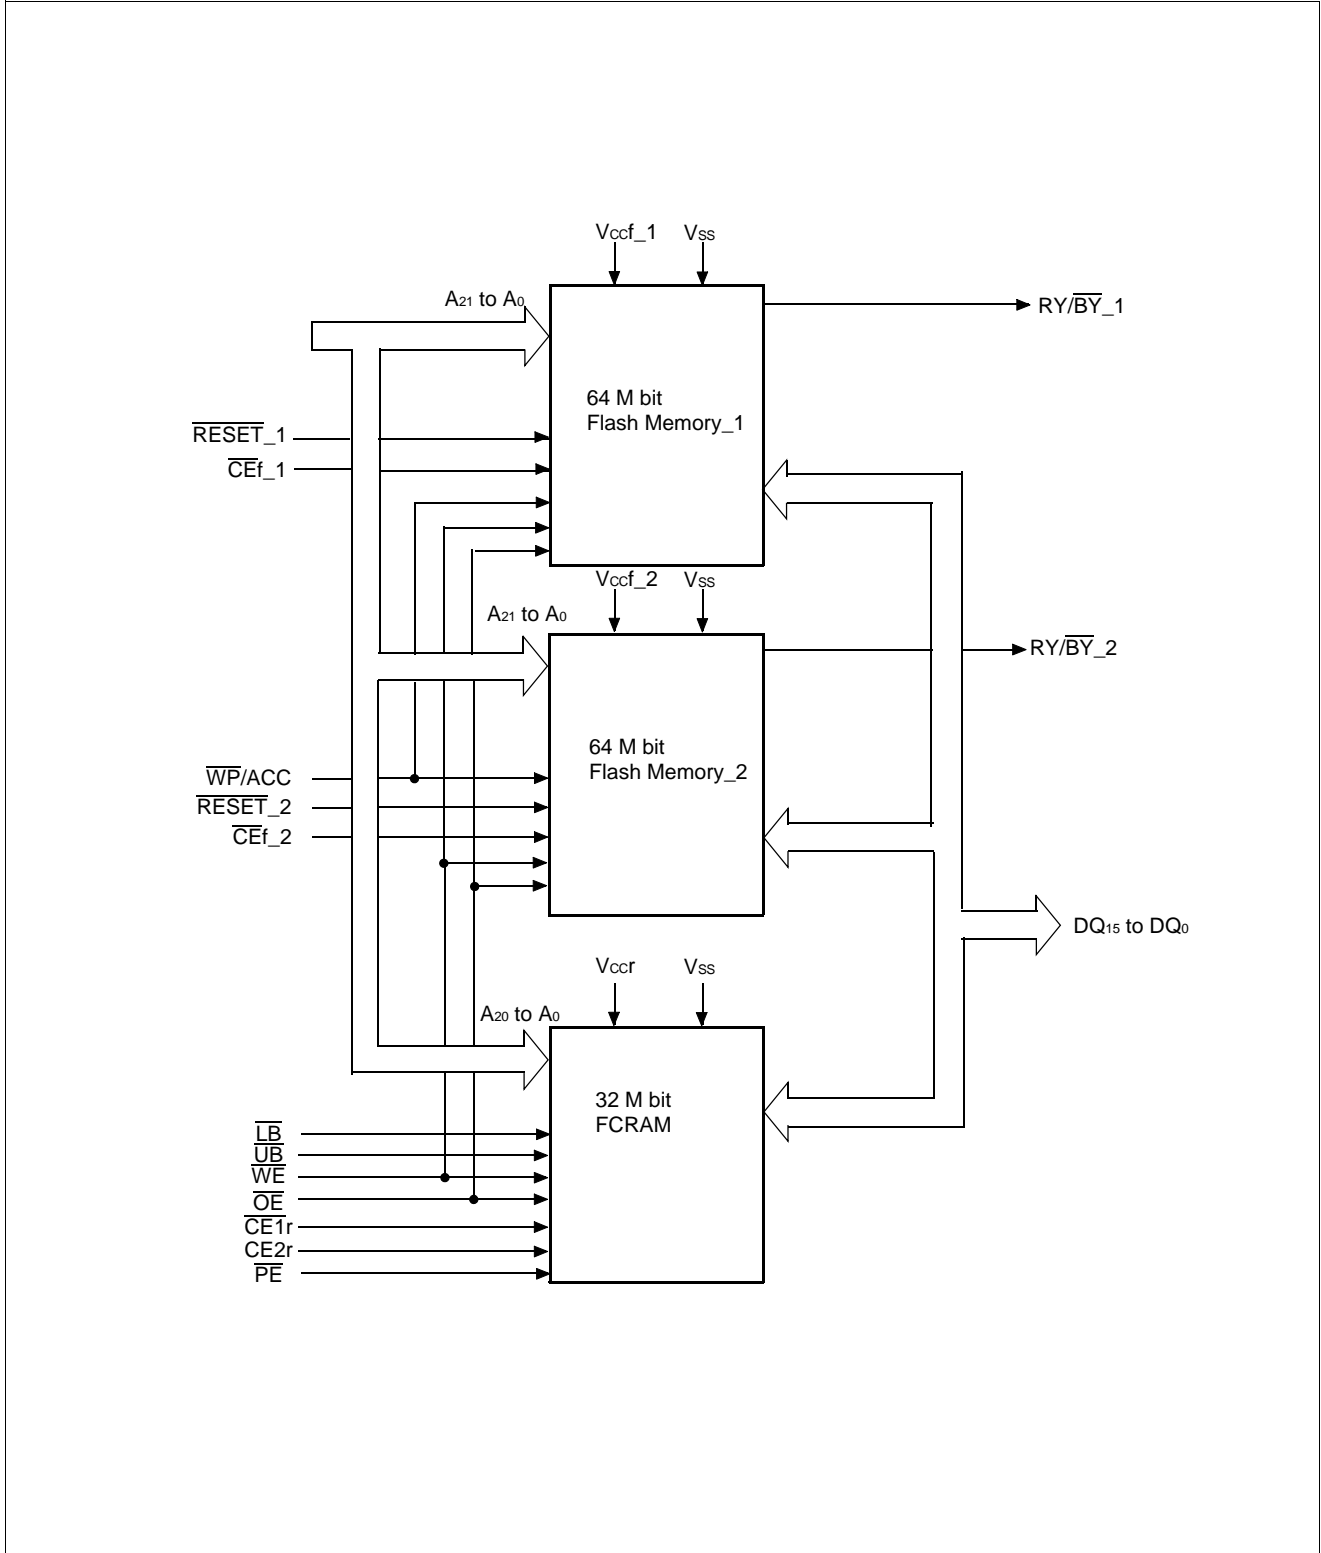 VCCf_1
VSS
A21 to A0
RY/BY_1
64 M bit
Flash Memory_1
RESET_1
CEf_1
VCCf_2
VSS
A21 to A0
RY/BY_2
64 M bit
Flash Memory_2
WP/ACC
RESET_2
CEf_2
DQ15 to DQ0
VCCr
VSS
A20 to A0
32 M bit
FCRAM
LB
UB
WE
OE
CE1r
CE2r
PE